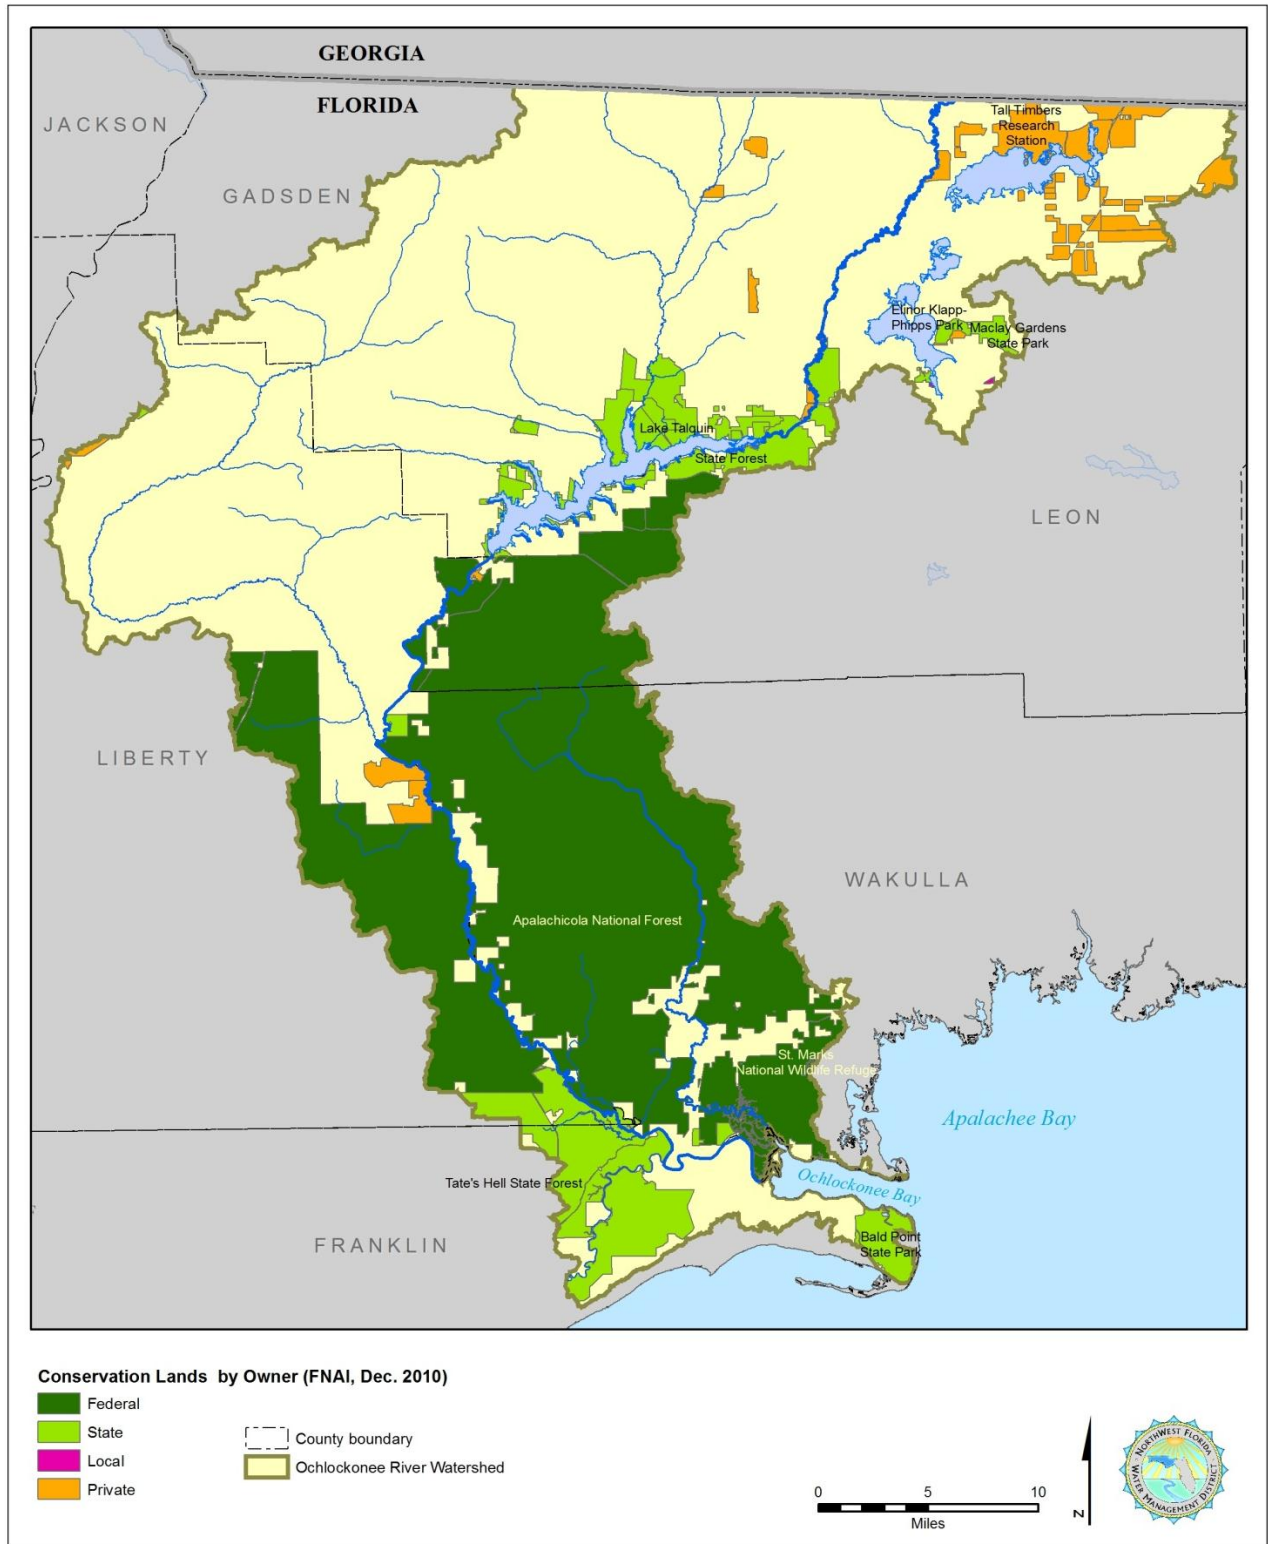 GEORGIA
FLORIDA
JACKSON
GADSDEN
Tall Timbers
Research
Station
Elinor Klapp-
Phipps Park
Maclay Gardens
State Park
Lake Talquin
State Forest
LEON
LIBERTY
WAKULLA
Apalachicola National Forest
St. Marks
National Wildlife Refuge
Apalachee Bay
Ochlockonee Bay
Tate's Hell State Forest
FRANKLIN
Bald Point
State Park
Conservation Lands by Owner (FNAI, Dec. 2010)
Federal
State
Local
Private
County boundary
Ochlockonee River Watershed
0 5 10
Miles
N
NORTHWEST FLORIDA
WATER MANAGEMENT DISTRICT